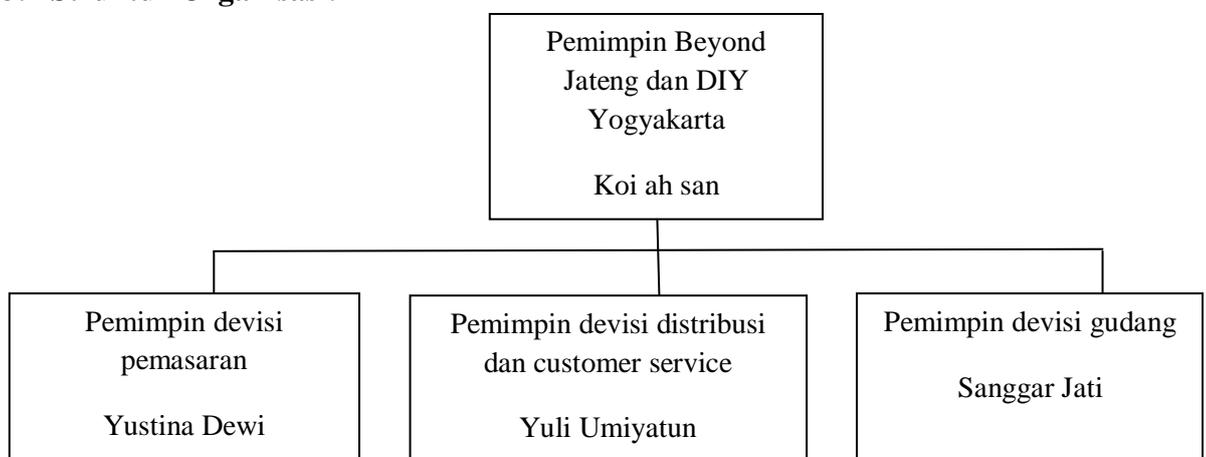 Pemimpin Beyond
Jateng dan DIY
Yogyakarta
Koi ah san
Pemimpin devisi
pemasaran
Yustina Dewi
Pemimpin devisi distribusi
dan customer service
Yuli Umiyatun
Pemimpin devisi gudang
Sanggar Jati